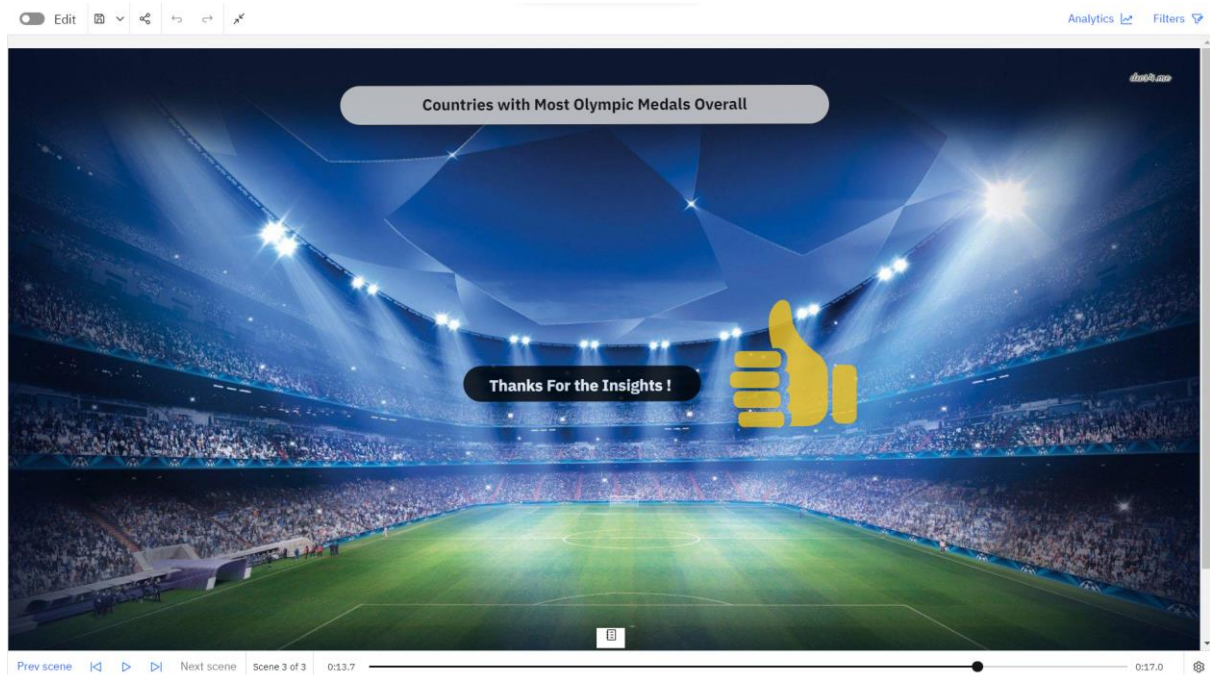 Edit
Analytics
Filters
Countries with Most Olympic Medals Overall
Thanks For the Insights !
Prev scene
Next scene
Scene 3 of 3
0:13.7
0:17.0